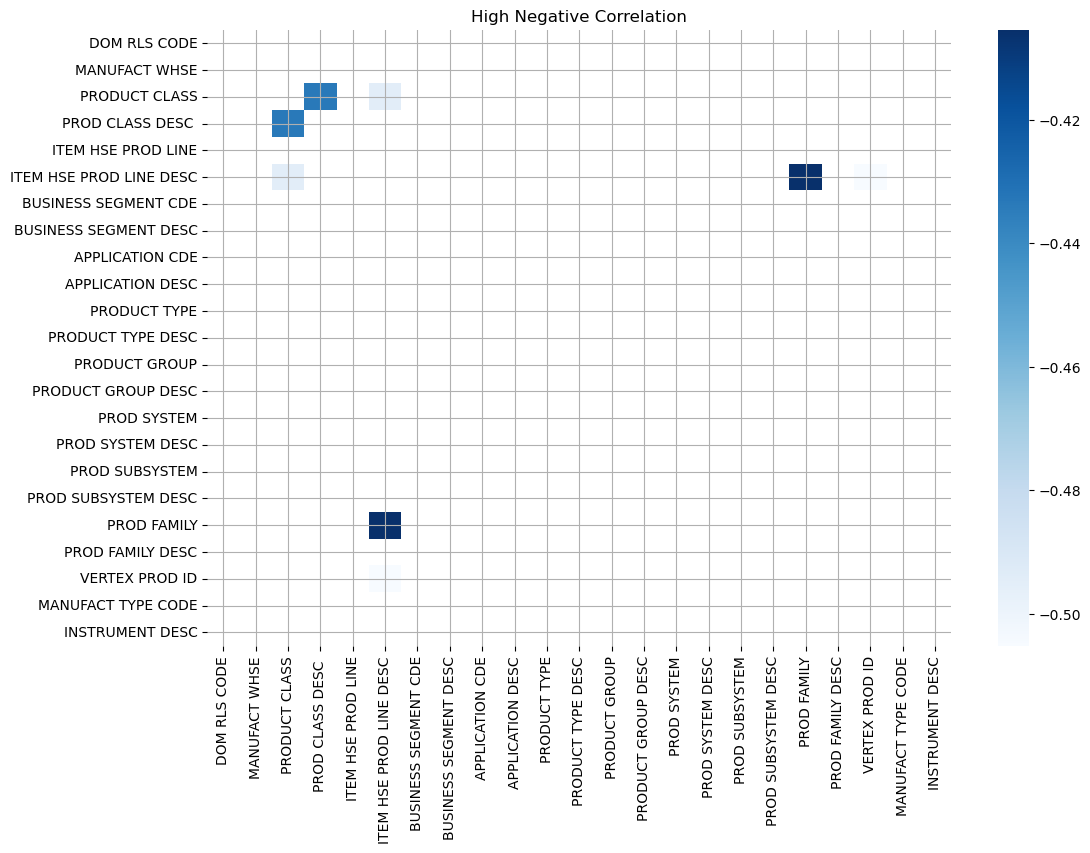 High Negative Correlation
DOM RLS CODE
MANUFACT WHSE
PRODUCT CLASS
PROD CLASS DESC
ITEM HSE PROD LINE
ITEM HSE PROD LINE DESC
BUSINESS SEGMENT CDE
BUSINESS SEGMENT DESC
APPLICATION CDE
APPLICATION DESC
PRODUCT TYPE
PRODUCT TYPE DESC
PRODUCT GROUP
PRODUCT GROUP DESC
PROD SYSTEM
PROD SYSTEM DESC
PROD SUBSYSTEM
PROD SUBSYSTEM DESC
PROD FAMILY
PROD FAMILY DESC
VERTEX PROD ID
MANUFACT TYPE CODE
INSTRUMENT DESC
DOM RLS CODE
MANUFACT WHSE
PRODUCT CLASS
PROD CLASS DESC
ITEM HSE PROD LINE
ITEM HSE PROD LINE DESC
BUSINESS SEGMENT CDE
BUSINESS SEGMENT DESC
APPLICATION CDE
APPLICATION DESC
PRODUCT TYPE
PRODUCT TYPE DESC
PRODUCT GROUP
PRODUCT GROUP DESC
PROD SYSTEM
PROD SYSTEM DESC
PROD SUBSYSTEM
PROD SUBSYSTEM DESC
PROD FAMILY
PROD FAMILY DESC
VERTEX PROD ID
MANUFACT TYPE CODE
INSTRUMENT DESC
−0.42
−0.44
−0.46
−0.48
−0.50